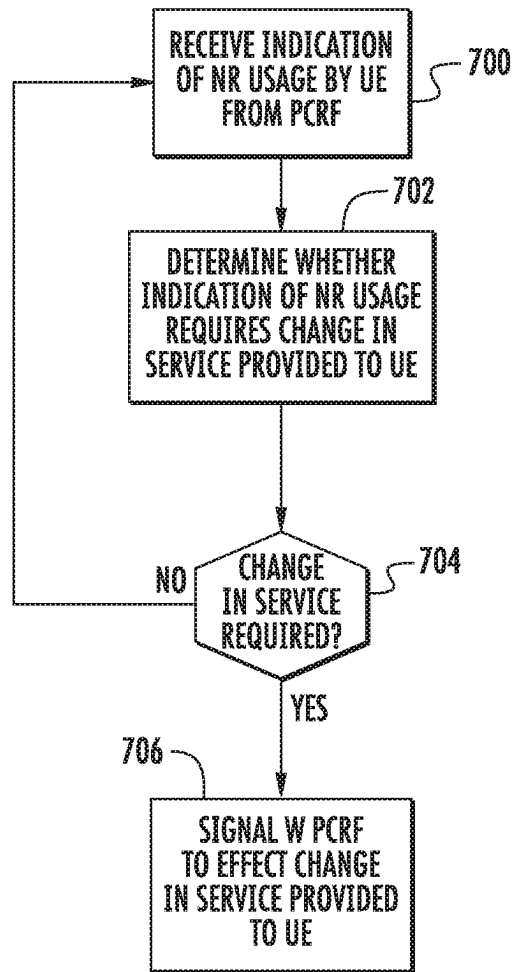 RECEIVE INDICATION
OF NR USAGE BY UE
FROM PCRF
700
702
DETERMINE WHETHER
INDICATION OF NR USAGE
REQUIRES CHANGE IN
SERVICE PROVIDED TO UE
NO
CHANGE
IN SERVICE
REQUIRED?
704
YES
706
SIGNAL W PCRF
TO EFFECT CHANGE
IN SERVICE PROVIDED
TO UE